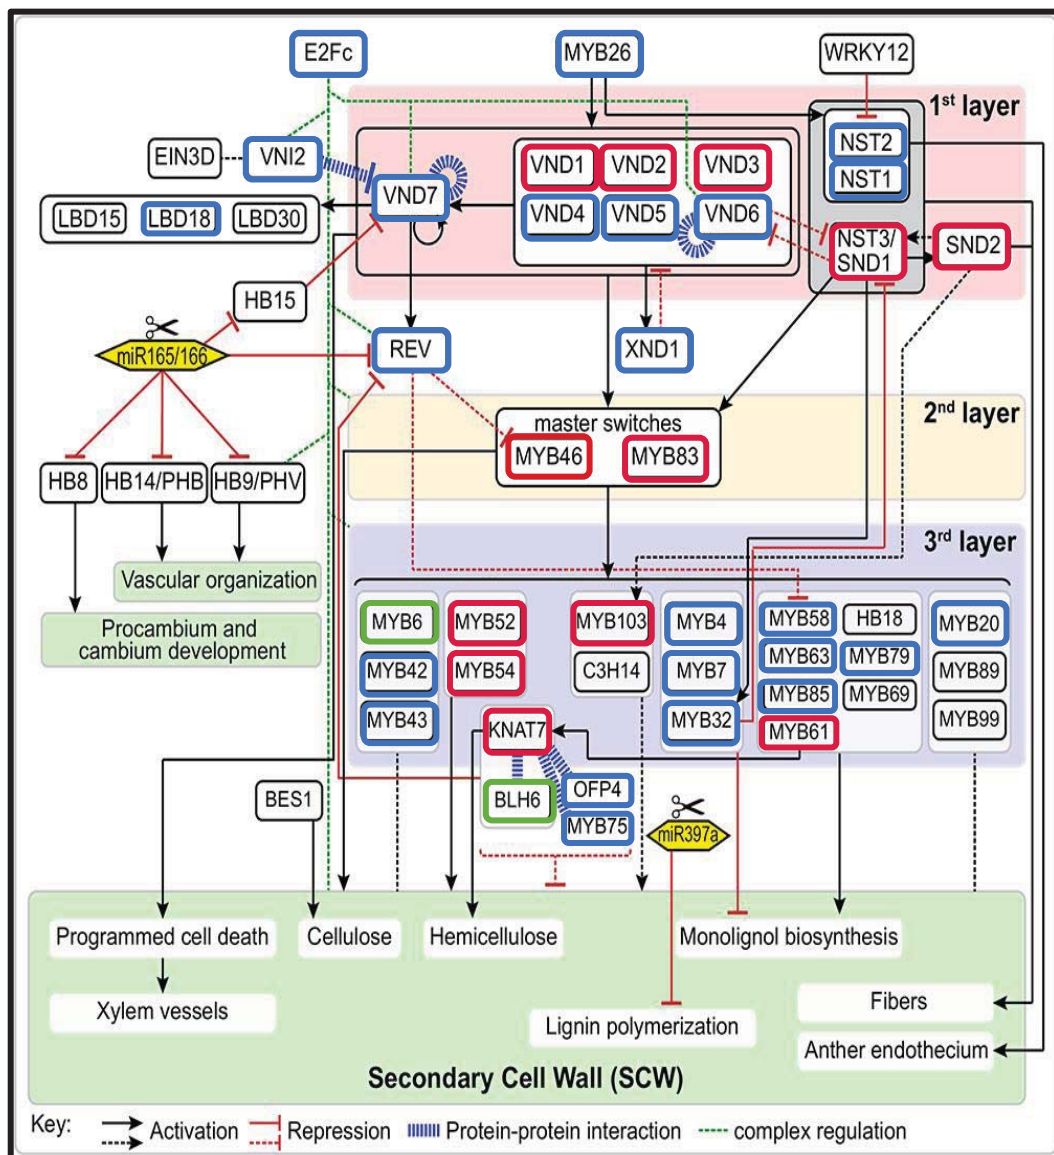 E2Fc
MYB26
WRKY12
1st layer
EIN3D
VNI2
VND7
VND1
VND2
VND3
VND4
VND5
VND6
NST2
NST1
NST3/
SND1
SND2
LBD15
LBD18
LBD30
HB15
miR165/166
REV
XND1
2nd layer
master switches
MYB46
MYB83
HB8
HB14/PHB
HB9/PHV
3rd layer
Vascular organization
Procambium and
cambium development
MYB6
MYB42
MYB43
MYB52
MYB54
MYB103
C3H14
MYB4
MYB7
MYB32
MYB58
MYB63
MYB85
MYB61
HB18
MYB79
MYB69
MYB20
MYB89
MYB99
KNAT7
BLH6
OFP4
MYB75
BES1
miR397a
Programmed cell death
Cellulose
Hemicellulose
Monolignol biosynthesis
Xylem vessels
Lignin polymerization
Fibers
Anther endothecium
Secondary Cell Wall (SCW)
Key: Activation Repression Protein-protein interaction complex regulation